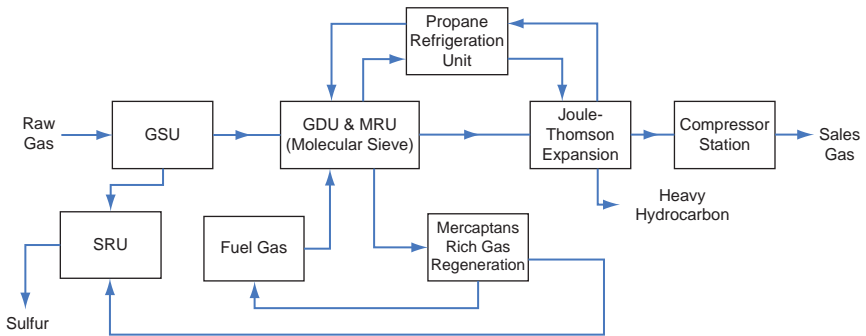 Propane
Refrigeration
Unit
Raw
Gas
GSU
GDU & MRU
(Molecular Sieve)
Joule-
Thomson
Expansion
Compressor
Station
Sales
Gas
Heavy
Hydrocarbon
SRU
Fuel Gas
Mercaptans
Rich Gas
Regeneration
Sulfur